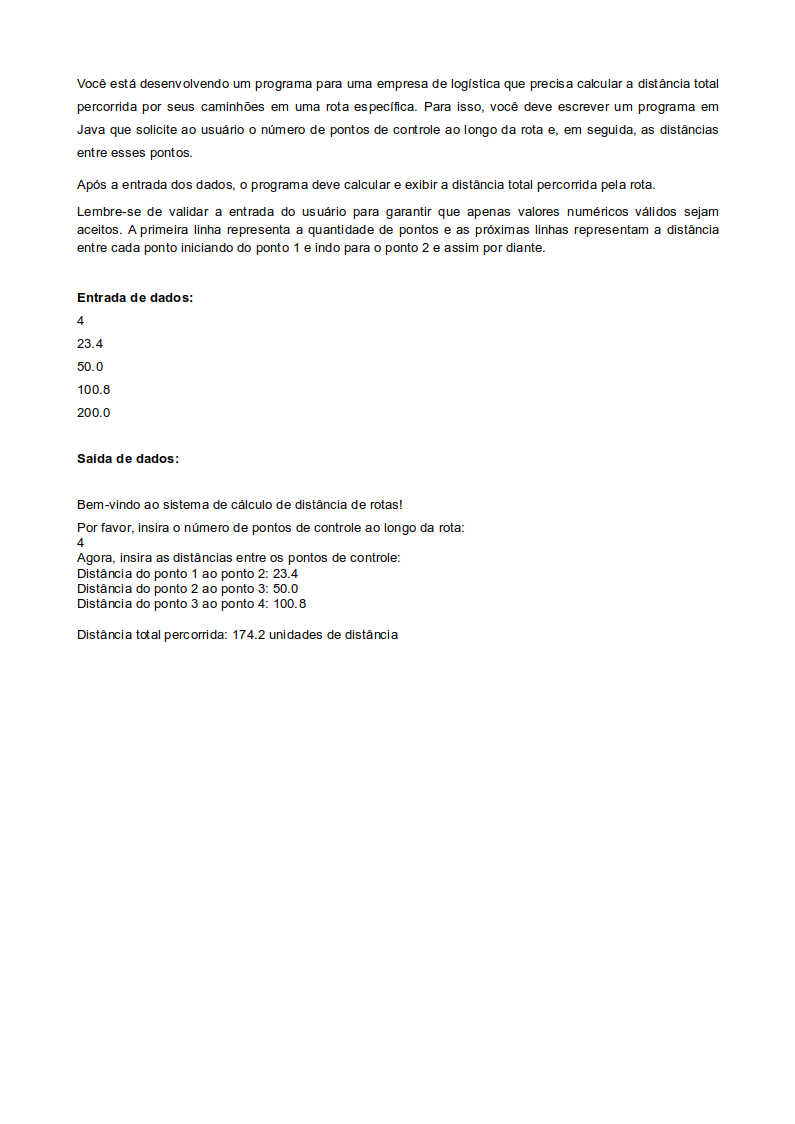 Você está desenvolvendo um programa para uma empresa de logística que precisa calcular a distância total
percorrida por seus caminhões em uma rota específica. Para isso, você deve escrever um programa em
Java que solicite ao usuário o número de pontos de controle ao longo da rota e, em seguida, as distâncias
entre esses pontos.
Após a entrada dos dados, o programa deve calcular e exibir a distância total percorrida pela rota.
Lembre-se de validar a entrada do usuário para garantir que apenas valores numéricos válidos sejam
aceitos. A primeira linha representa a quantidade de pontos e as próximas linhas representam a distância
entre cada ponto iniciando do ponto 1 e indo para o ponto 2 e assim por diante.
Entrada de dados:
4
23.4
50.0
100.8
200.0
Saída de dados:
Bem-vindo ao sistema de cálculo de distância de rotas!
Por favor, insira o número de pontos de controle ao longo da rota:
4
Agora, insira as distâncias entre os pontos de controle:
Distância do ponto 1 ao ponto 2: 23.4
Distância do ponto 2 ao ponto 3: 50.0
Distância do ponto 3 ao ponto 4: 100.8
Distância total percorrida: 174.2 unidades de distância